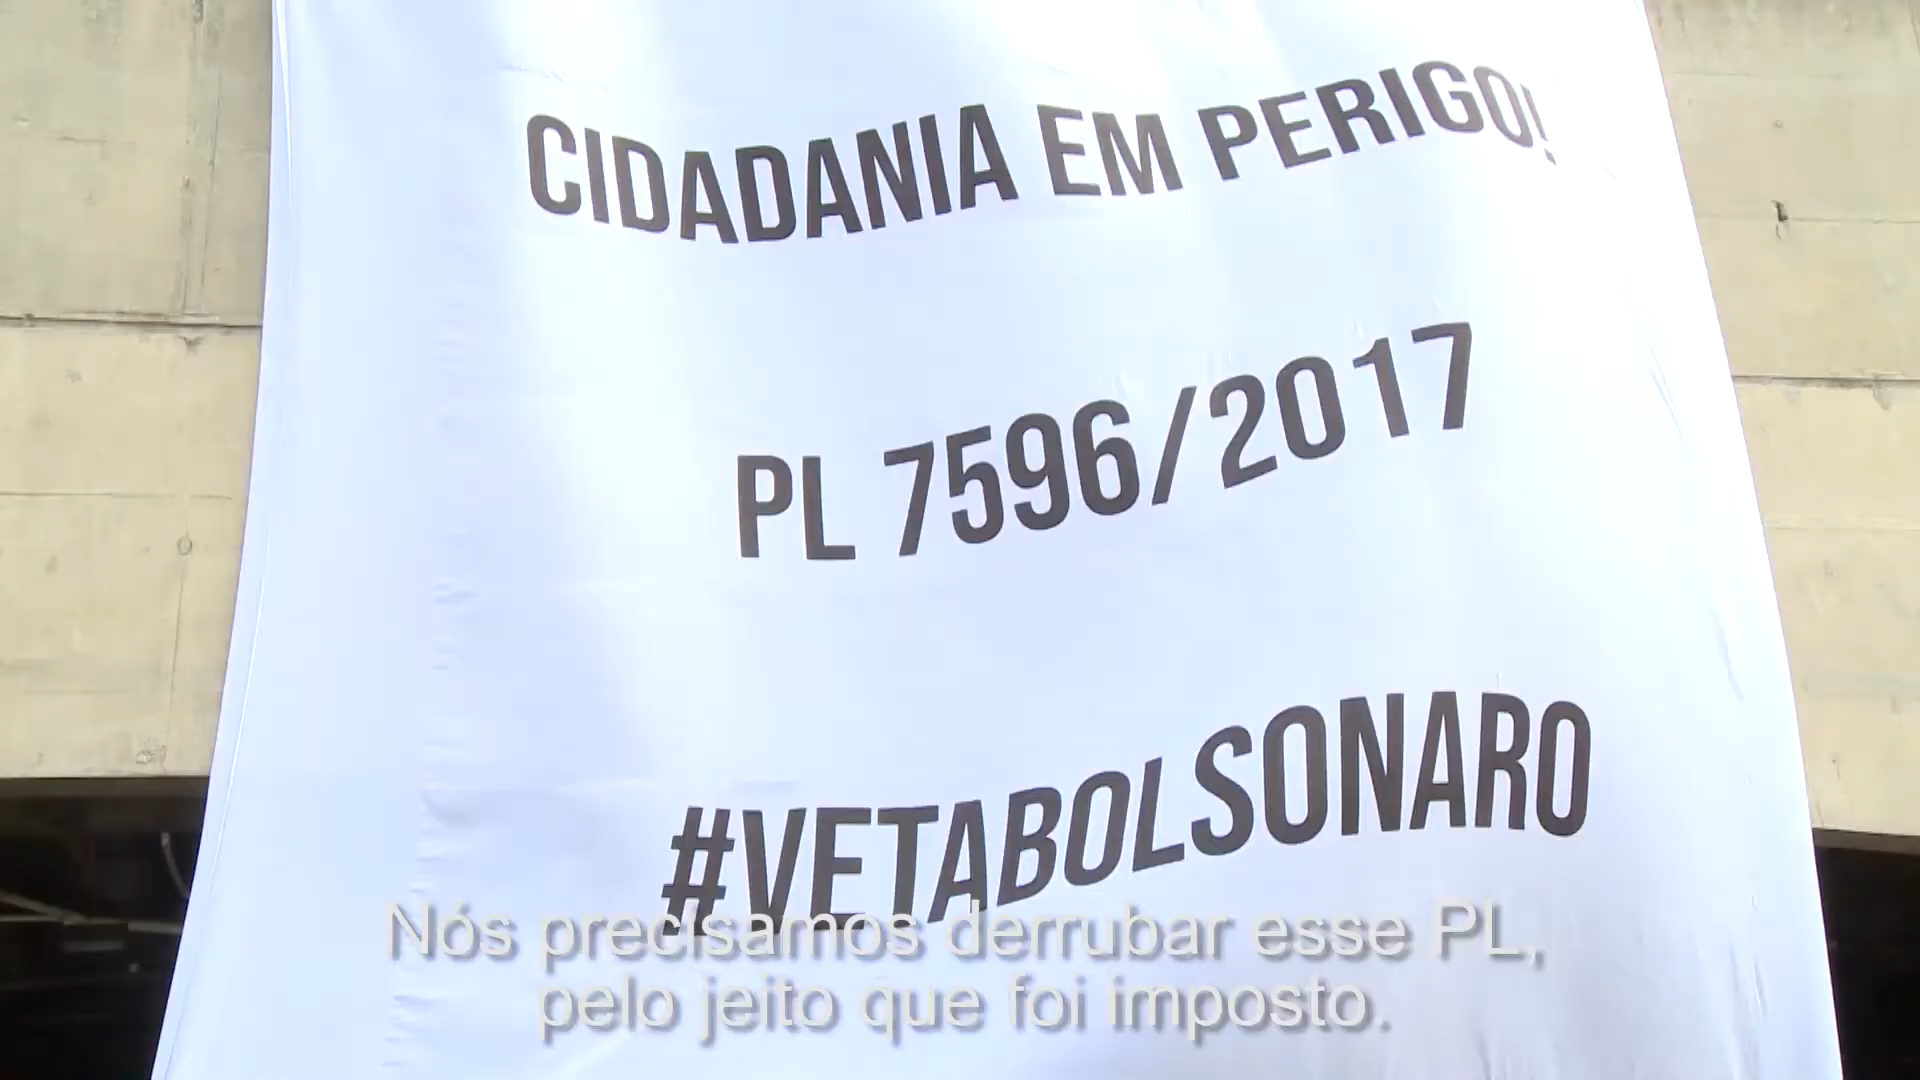 CIDADANIA EM PERIGO!
PL 7596/2017
#VETABOLSONARO
Nós precisamos derrubar esse PL,
pelo jeito que foi imposto.